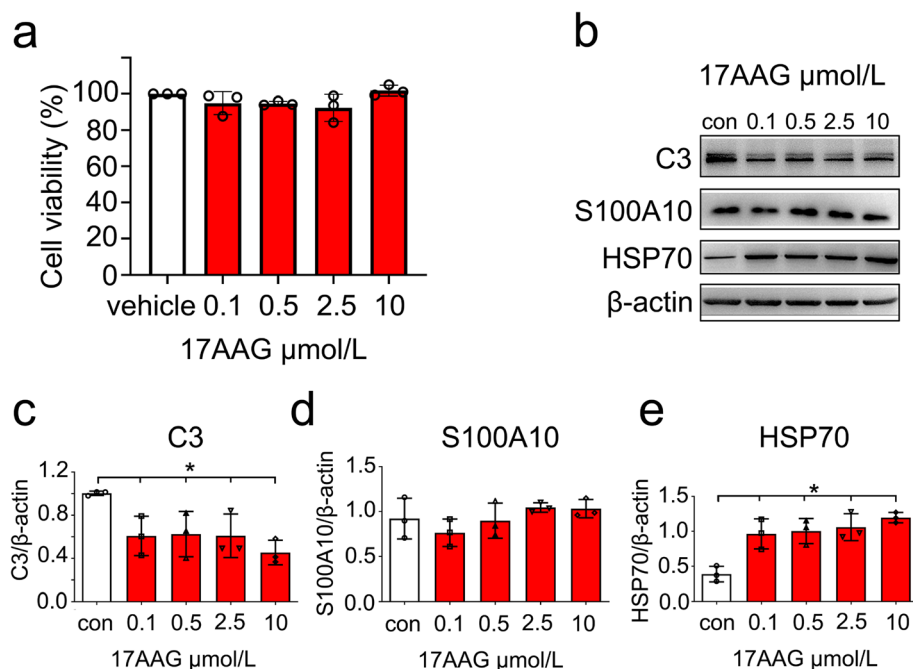 a
Cell viability (%)
100
80
60
40
20
0
vehicle 0.1 0.5 2.5 10
17AAG μmol/L
b
17AAG μmol/L
con 0.1 0.5 2.5 10
C3
S100A10
HSP70
β-actin
c
C3
C3/β-actin
1.2
0.8
0.4
0.0
*
con 0.1 0.5 2.5 10
17AAG μmol/L
d
S100A10
S100A10/β-actin
1.5
1.0
0.5
0.0
con 0.1 0.5 2.5 10
17AAG μmol/L
e
HSP70
HSP70/β-actin
1.5
1.0
0.5
0.0
*
con 0.1 0.5 2.5 10
17AAG μmol/L